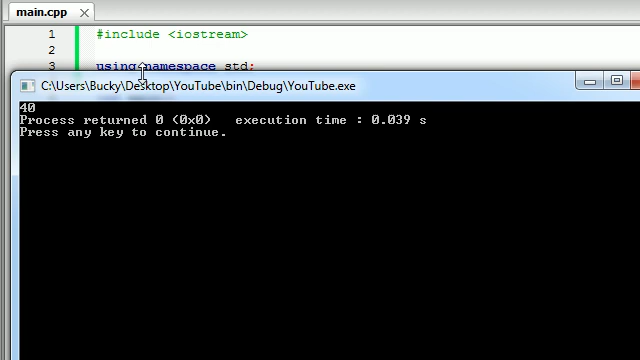 main.cpp
1 #include <iostream>
2
3 using namespace std;
C:\Users\Bucky\Desktop\YouTube\bin\Debug\YouTube.exe
40
Process returned 0 (0x0)   execution time : 0.039 s
Press any key to continue.